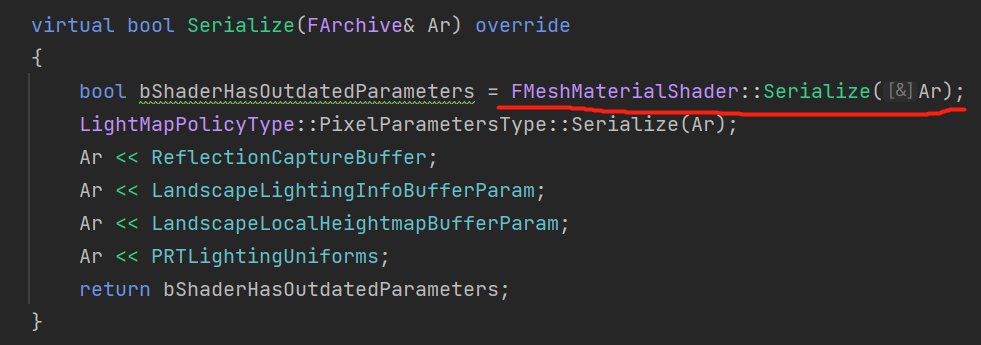 virtual bool Serialize(FArchive& Ar) override
{
bool bShaderHasOutdatedParameters = FMeshMaterialShader::Serialize([&]Ar);
LightMapPolicyType::PixelParametersType::Serialize(Ar);
Ar << ReflectionCaptureBuffer;
Ar << LandscapeLightingInfoBufferParam;
Ar << LandscapeLocalHeightmapBufferParam;
Ar << PRTLightingUniforms;
return bShaderHasOutdatedParameters;
}